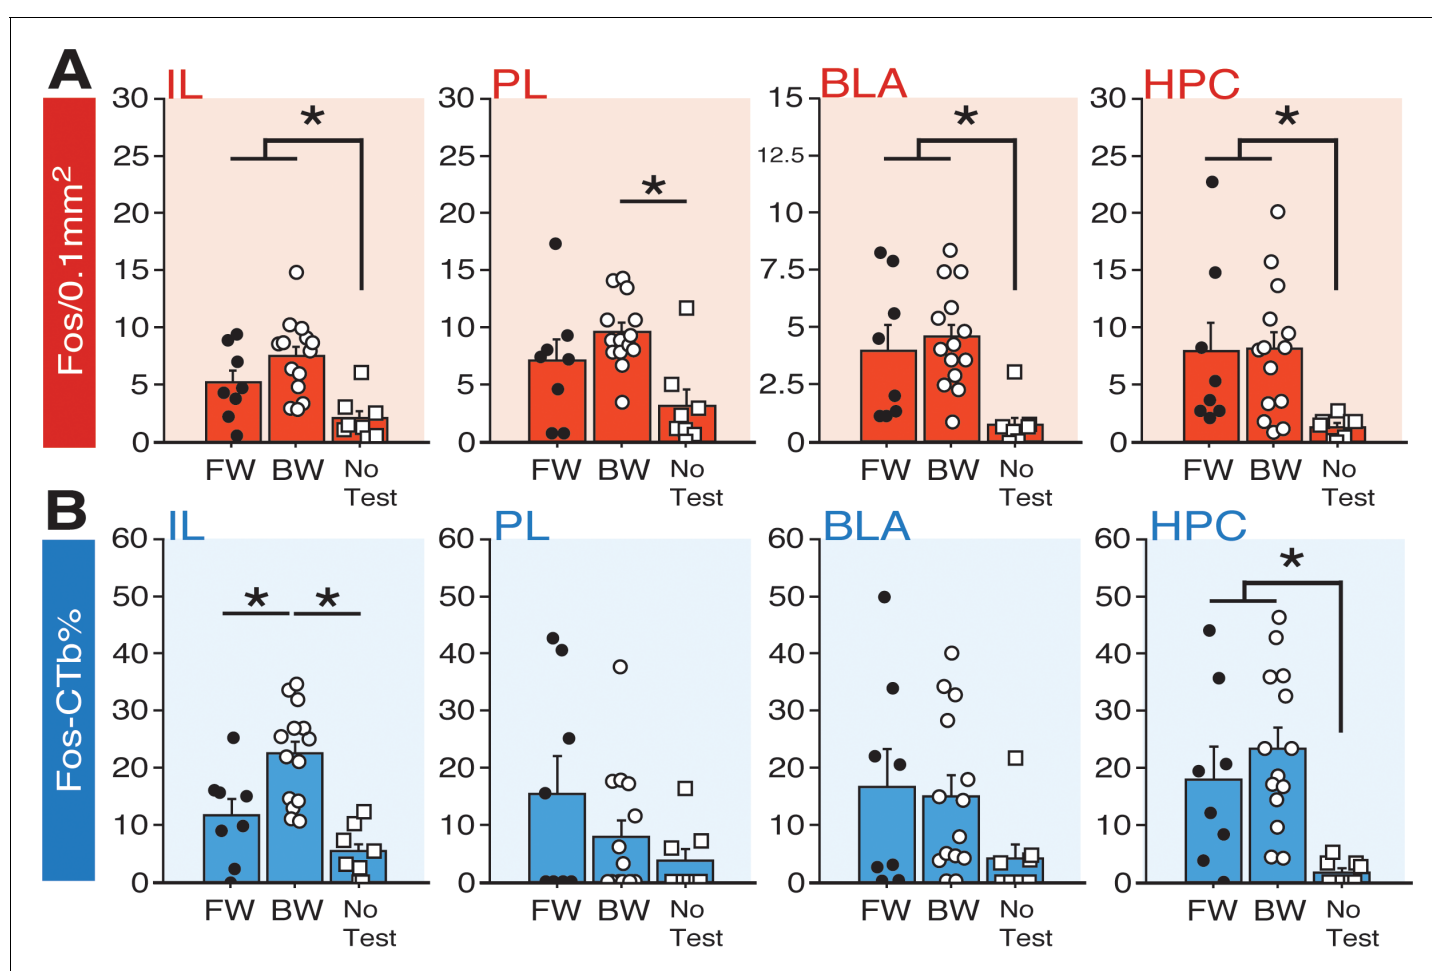 A
IL PL BLA HPC
Fos/0.1mm2
30 30 15 30
* * *
25 25 12.5 25
*
20 20 10 20
15 15 7.5 15
10 10 5 10
5 5 2.5 5
0 0 0 0
FW BW No Test FW BW No Test FW BW No Test FW BW No Test
B
IL PL BLA HPC
Fos-CTb%
60 60 60 60
*
50 50 50 50
* *
40 40 40 40
30 30 30 30
20 20 20 20
10 10 10 10
0 0 0 0
FW BW No Test FW BW No Test FW BW No Test FW BW No Test